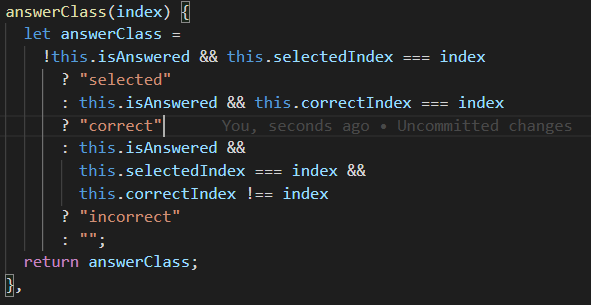 answerClass(index) {
let answerClass =
!this.isAnswered && this.selectedIndex === index
? "selected"
: this.isAnswered && this.correctIndex === index
? "correct" You, seconds ago • Uncommitted changes
: this.isAnswered &&
this.selectedIndex === index &&
this.correctIndex !== index
? "incorrect"
: "";
return answerClass;
},